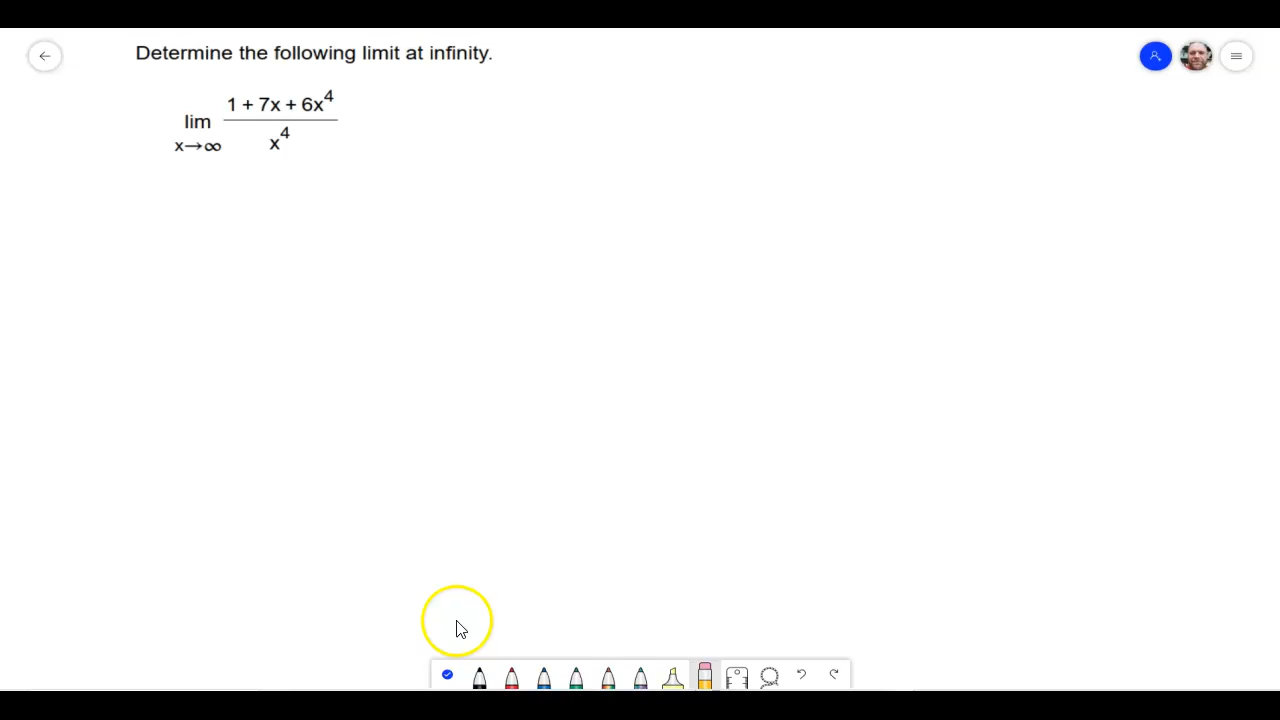 Determine the following limit at infinity.
1 + 7x + 6x⁴
lim
x→∞
x⁴